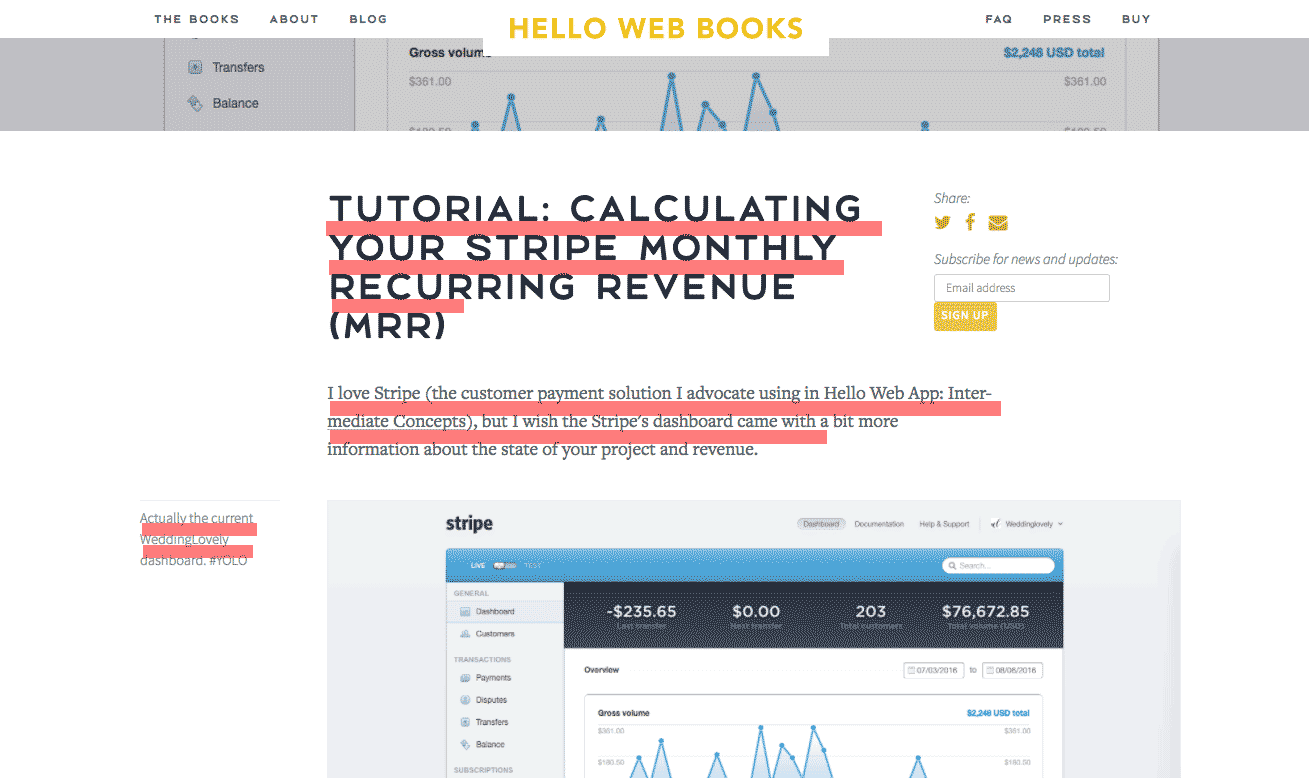 THE BOOKS ABOUT BLOG HELLO WEB BOOKS FAQ PRESS BUY
Gross volum $2,248 USD total
Transfers
$361.00 $361.00
Balance
$180.50 $180.50
TUTORIAL: CALCULATING
YOUR STRIPE MONTHLY
RECURRING REVENUE
(MRR)
Share:
Subscribe for news and updates:
Email address
SIGN UP
I love Stripe (the customer payment solution I advocate using in Hello Web App: Inter-
mediate Concepts), but I wish the Stripe's dashboard came with a bit more
information about the state of your project and revenue.
Actually the current
WeddingLovely
dashboard. #YOLO
stripe Dashboard Documentation Help & Support Weddinglovely
LIVE TEST Search...
GENERAL
Dashboard
Customers
TRANSACTIONS
Payments
Disputes
Transfers
Balance
SUBSCRIPTIONS
-$235.65 $0.00 203 $76,672.85
Last transfer Next transfer Total customers Total volume (USD)
Overview 07/03/2016 to 08/08/2016
Gross volume $2,248 USD total
$361.00 $361.00
$180.50 $180.50